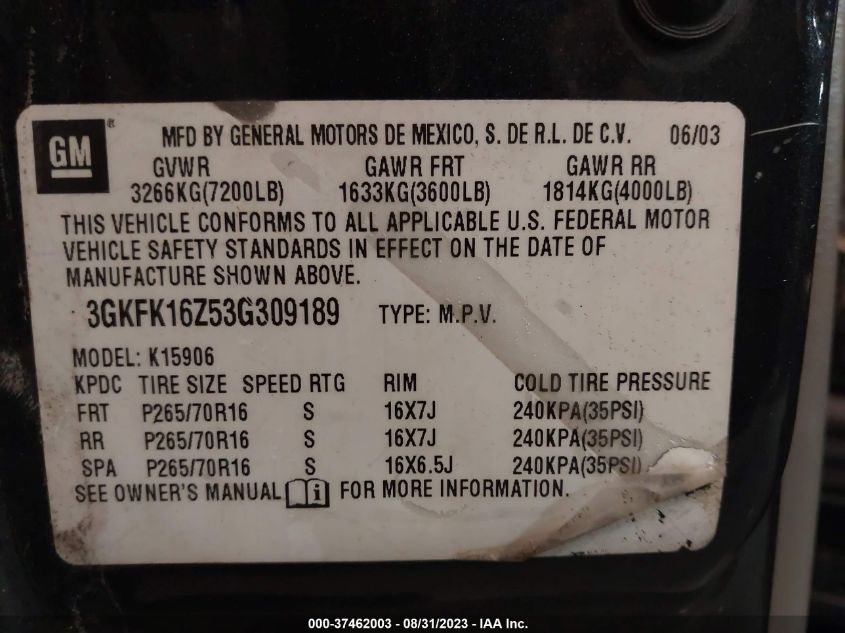 GM® MFD BY GENERAL MOTORS DE MEXICO, S. DE R.L. DE C.V. 06/03
GVWR GAWR FRT GAWR RR
3266KG(7200LB) 1633KG(3600LB) 1814KG(4000LB)
THIS VEHICLE CONFORMS TO ALL APPLICABLE U.S. FEDERAL MOTOR
VEHICLE SAFETY STANDARDS IN EFFECT ON THE DATE OF
MANUFACTURE SHOWN ABOVE.
3GKFK16Z53G309189 TYPE: M.P.V.
MODEL: K15906
KPDC TIRE SIZE SPEED RTG RIM COLD TIRE PRESSURE
FRT P265/70R16 S 16X7J 240KPA(35PSI)
RR P265/70R16 S 16X7J 240KPA(35PSI)
SPA P265/70R16 S 16X6.5J 240KPA(35PSI)
SEE OWNER'S MANUAL i FOR MORE INFORMATION.
000-37462003 - 08/31/2023 - IAA Inc.